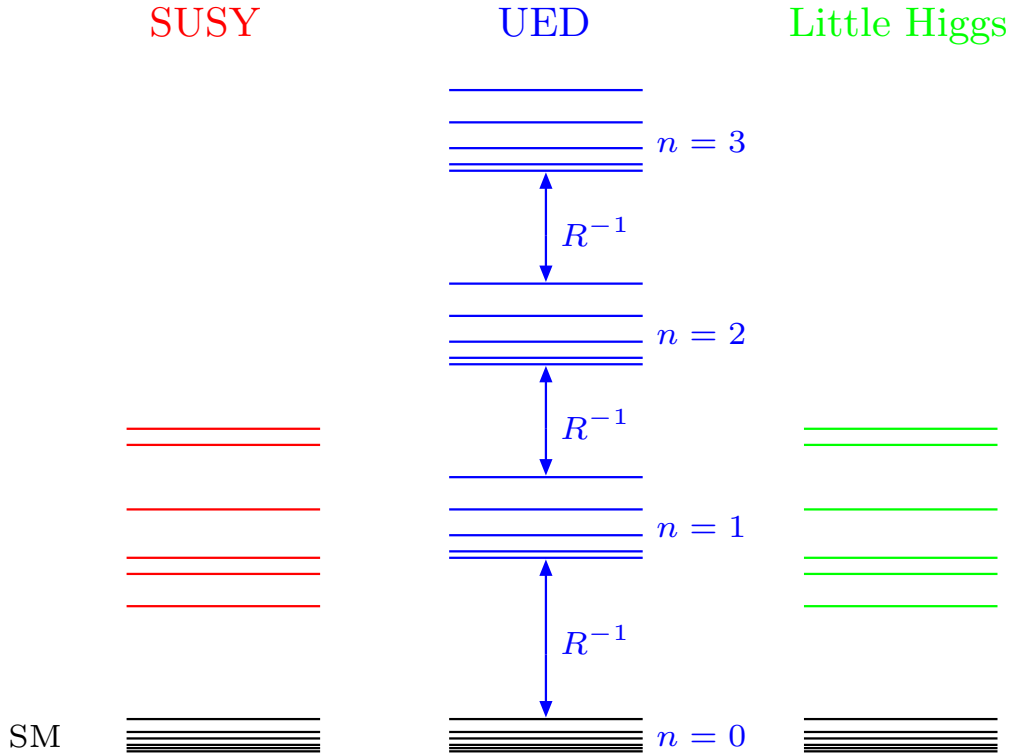 SUSY
UED
Little Higgs
n = 3
R⁻¹
n = 2
R⁻¹
n = 1
R⁻¹
SM
n = 0